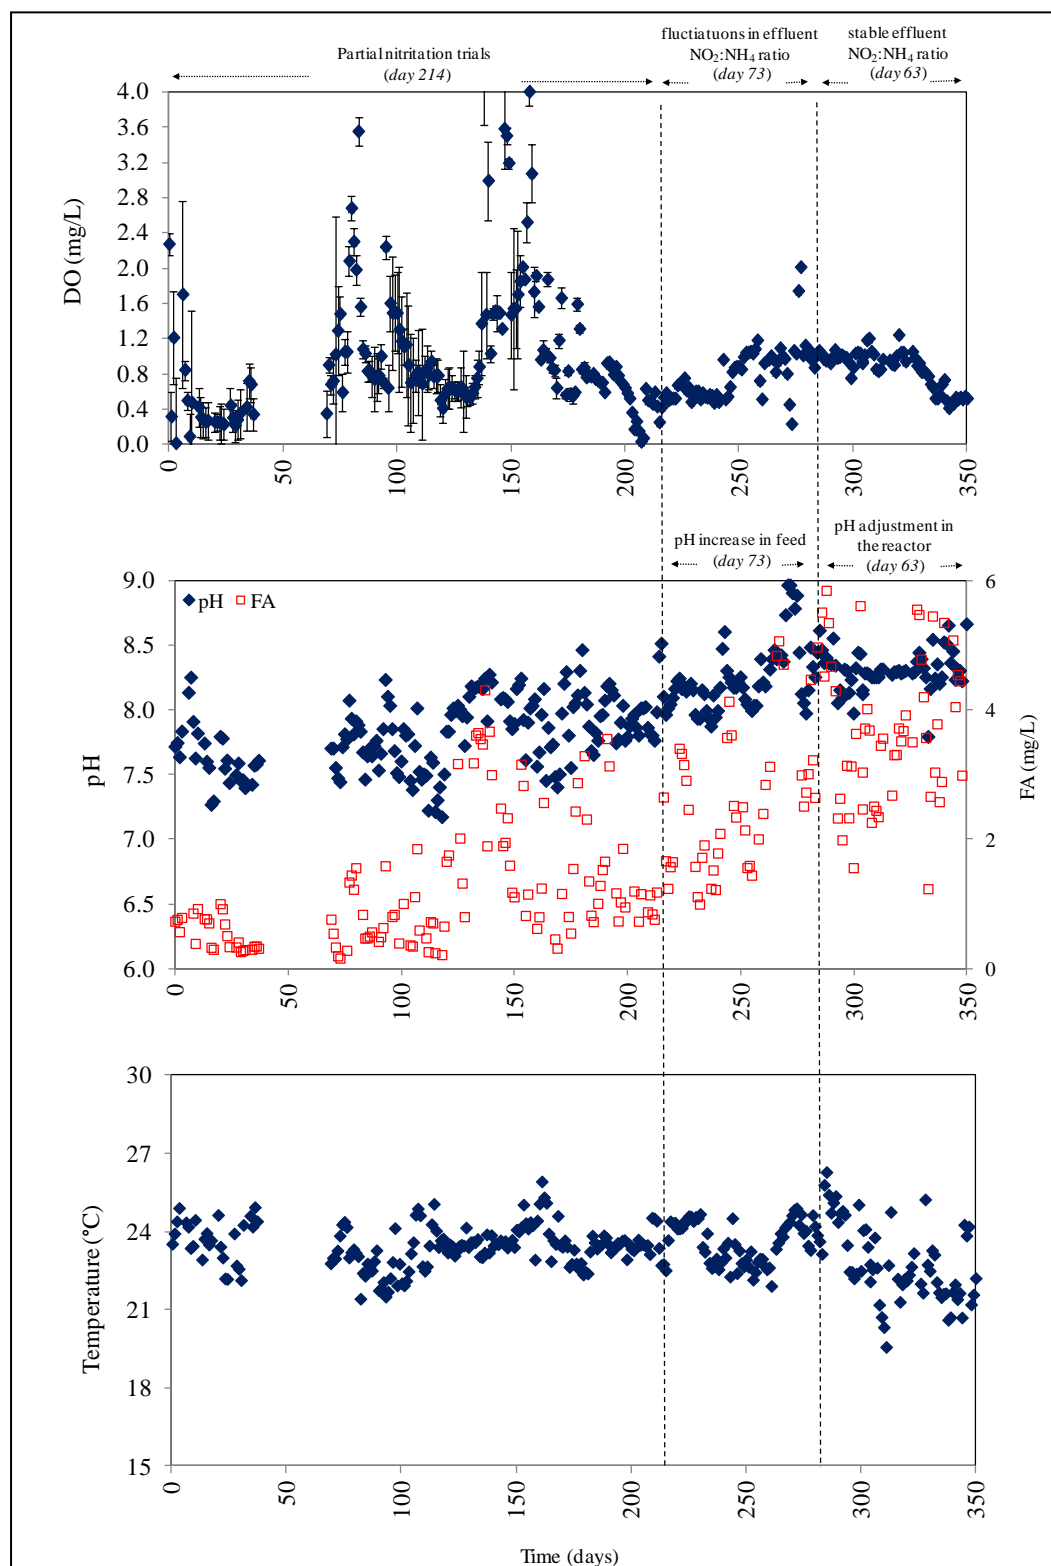 Partial nitritation trials
(day 214)
fluctiatuons in effluent
NO2:NH4 ratio
(day 73)
stable effluent
NO2:NH4 ratio
(day 63)
DO (mg/L)
4.0
3.6
3.2
2.8
2.4
2.0
1.6
1.2
0.8
0.4
0.0
0
50
100
150
200
250
300
350
pH increase in feed
(day 73)
pH adjustment in
the reactor
(day 63)
pH
9.0
8.5
8.0
7.5
7.0
6.5
6.0
pH
FA
6
4
2
0
FA (mg/L)
0
50
100
150
200
250
300
350
Temperature (°C)
30
27
24
21
18
15
0
50
100
150
200
250
300
350
Time (days)